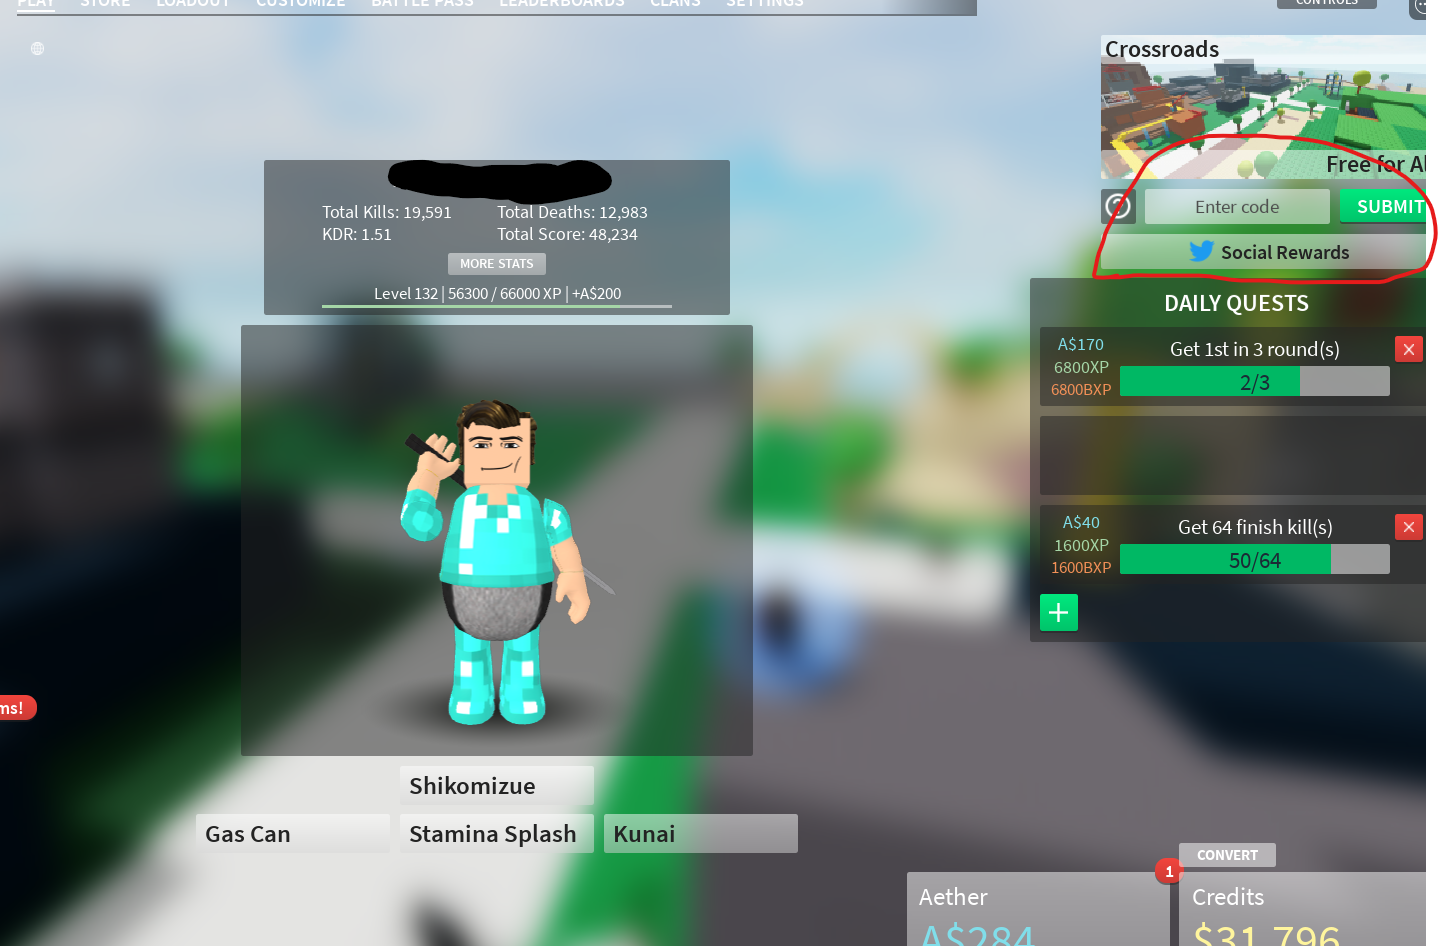 PLAY STORE LOADOUT CUSTOMIZE BATTLE PASS LEADERBOARDS CLANS SETTINGS
CONTROLS
Crossroads
Free for Al
Enter code
SUBMIT
Social Rewards
Total Kills: 19,591 Total Deaths: 12,983
KDR: 1.51 Total Score: 48,234
MORE STATS
Level 132 | 56300 / 66000 XP | +A$200
DAILY QUESTS
A$170
6800XP
6800BXP
Get 1st in 3 round(s)
2/3
A$40
1600XP
1600BXP
Get 64 finish kill(s)
50/64
ms!
Shikomizue
Gas Can
Stamina Splash
Kunai
CONVERT
1
Aether
A$284
Credits
$31,796